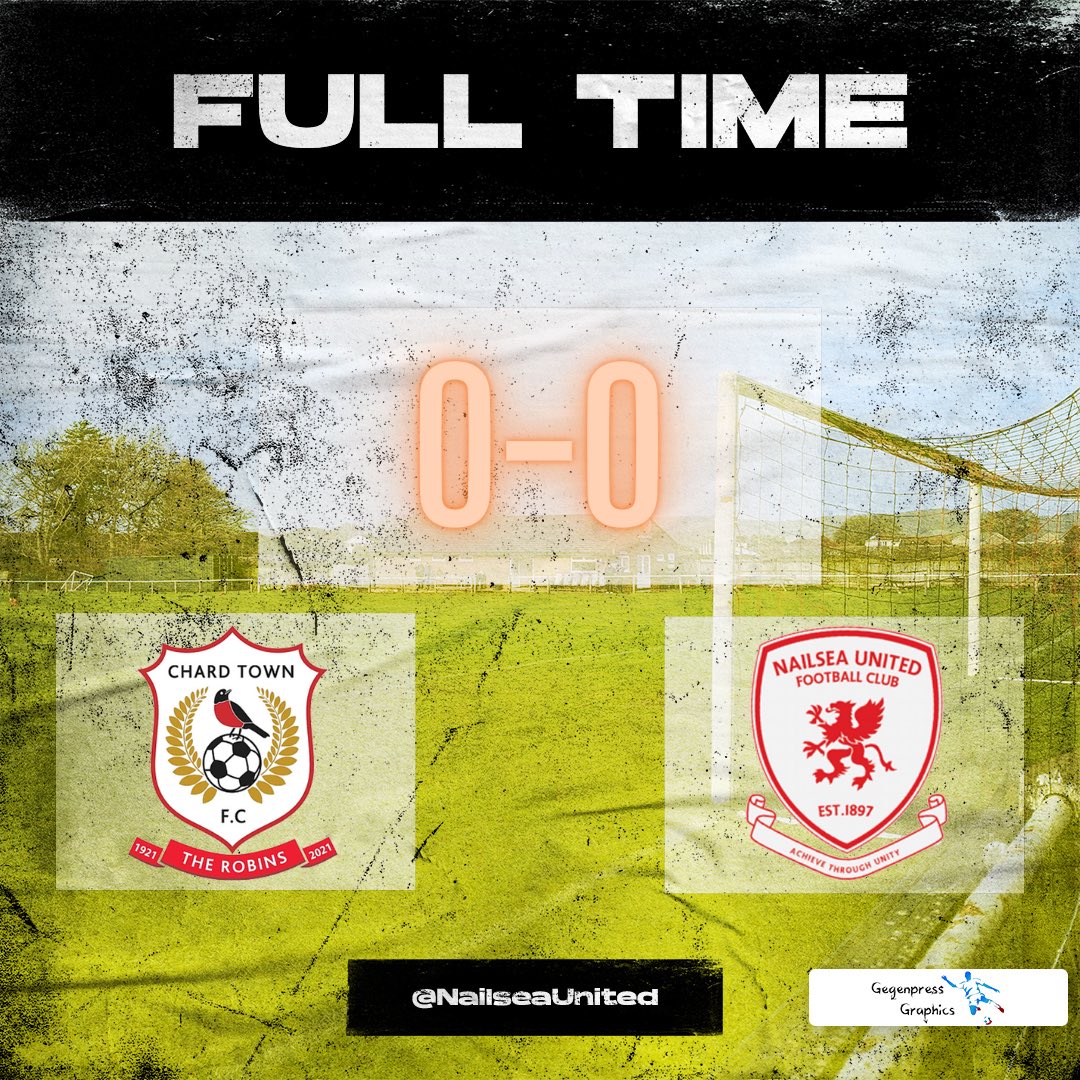 FULL TIME
0-0
CHARD TOWN
F.C
1921 THE ROBINS 2021
NAILSEA UNITED
FOOTBALL CLUB
EST.1897
ACHIEVE THROUGH UNITY
@NailseaUnited
Gegenpress
Graphics